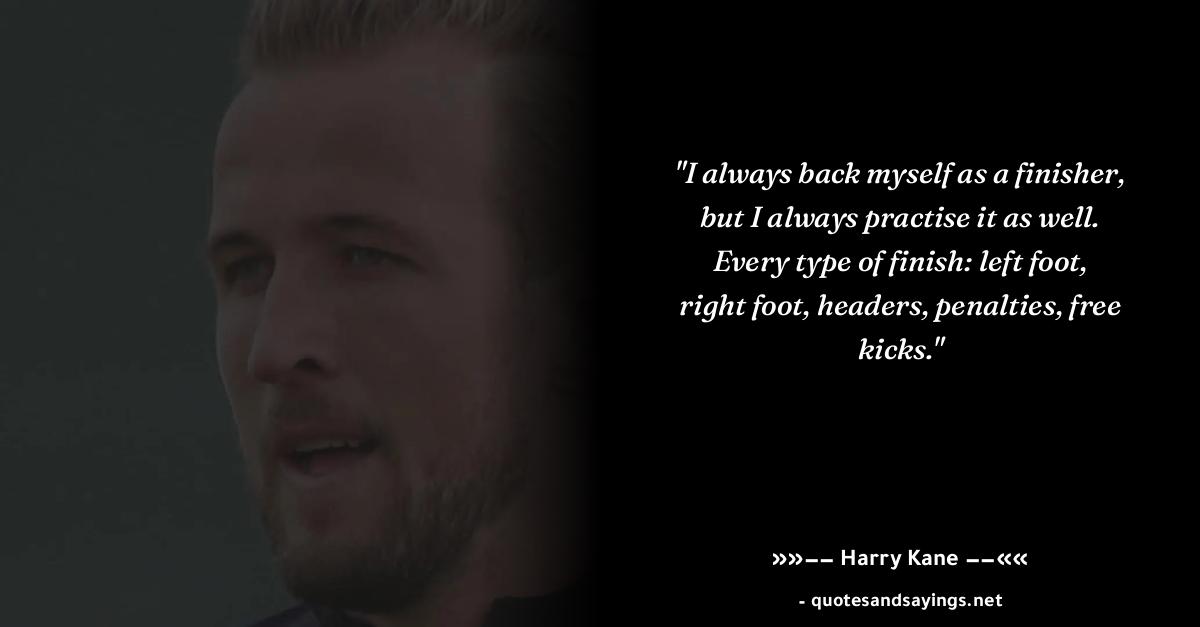 "I always back myself as a finisher,
but I always practise it as well.
Every type of finish: left foot,
right foot, headers, penalties, free
kicks."
»»−− Harry Kane −−««
- quotesandsayings.net